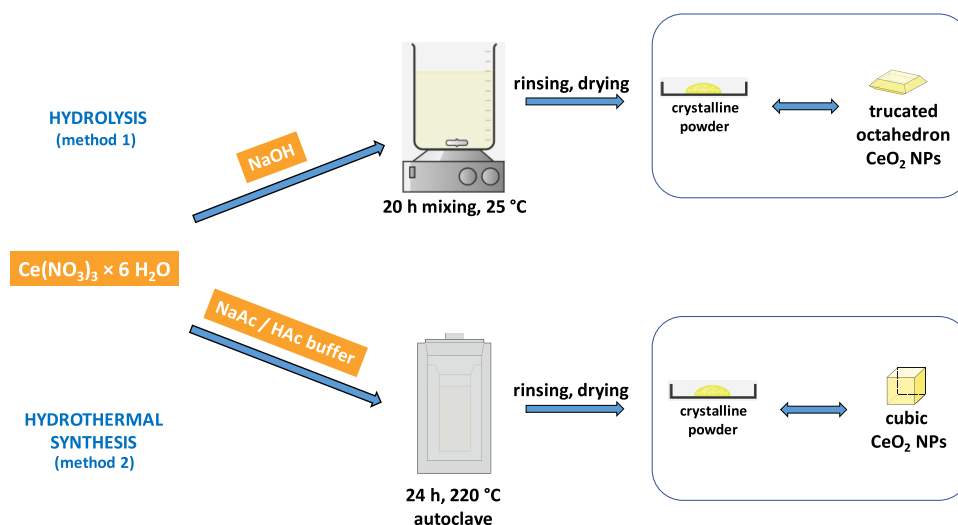 HYDROLYSIS
(method 1)
NaOH
20 h mixing, 25 °C
rinsing, drying
crystalline
powder
trucated
octahedron
CeO₂ NPs
Ce(NO₃)₃ × 6 H₂O
NaAc / HAc buffer
HYDROTHERMAL
SYNTHESIS
(method 2)
24 h, 220 °C
autoclave
rinsing, drying
crystalline
powder
cubic
CeO₂ NPs